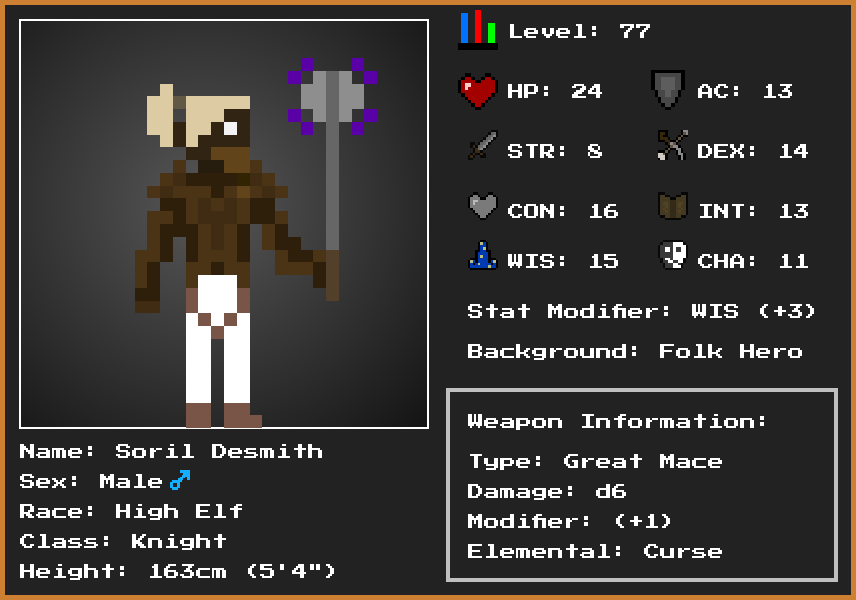 Level: 77
HP: 24
AC: 13
STR: 8
DEX: 14
CON: 16
INT: 13
WIS: 15
CHA: 11
Stat Modifier: WIS (+3)
Background: Folk Hero
Weapon Information:
Type: Great Mace
Damage: d6
Modifier: (+1)
Elemental: Curse
Name: Soril Desmith
Sex: Male♂
Race: High Elf
Class: Knight
Height: 163cm (5'4")